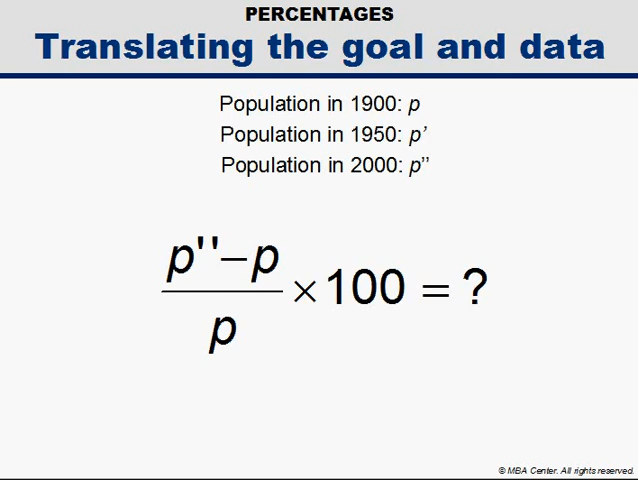 PERCENTAGES
Translating the goal and data
Population in 1900: p
Population in 1950: p’
Population in 2000: p’’
p''–p
p
×100 = ?
© MBA Center. All rights reserved.